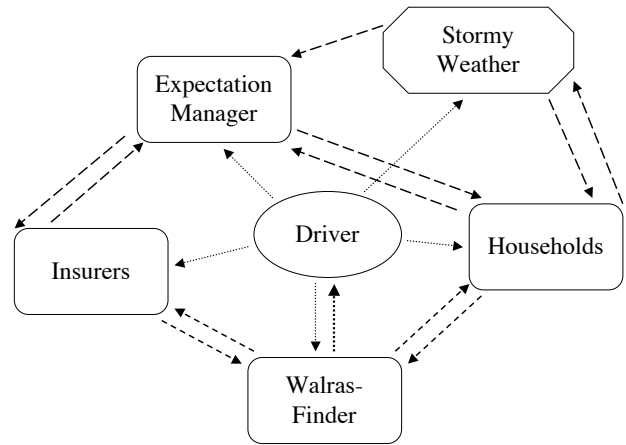 Stormy
Weather
Expectation
Manager
Driver
Households
Insurers
Walras-
Finder